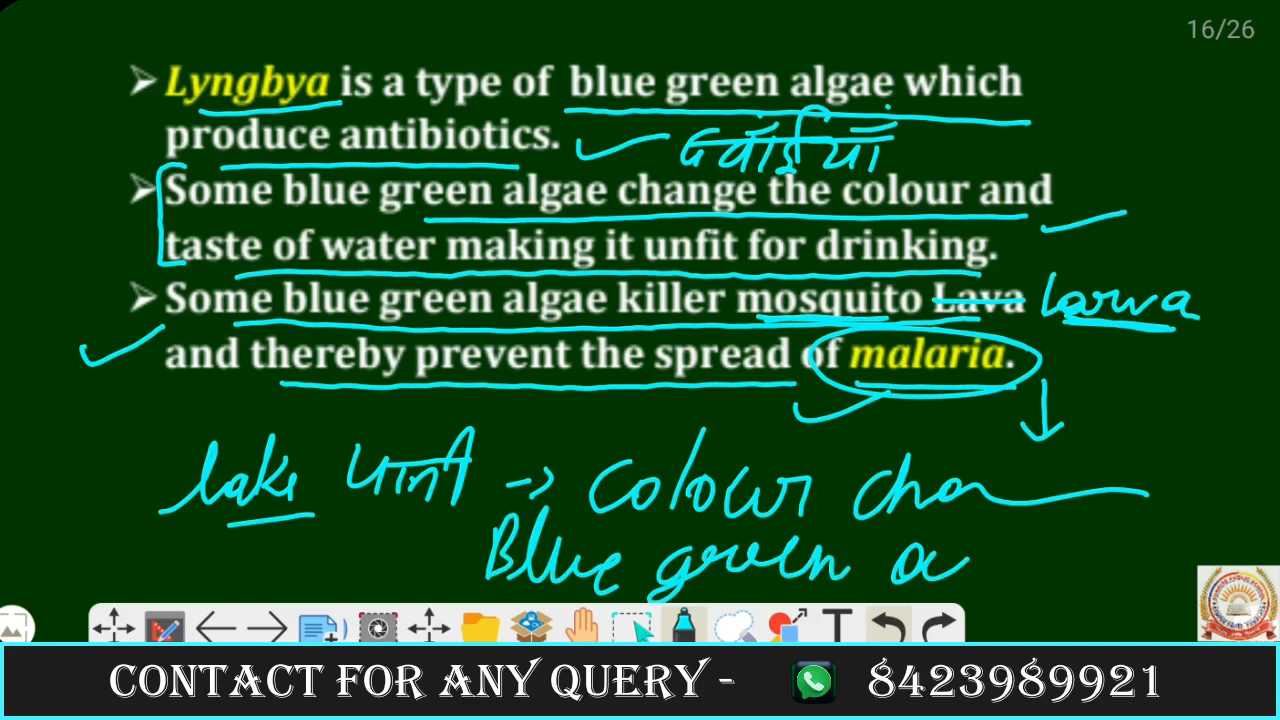 16/26
➢ Lyngbya is a type of blue green algae which
produce antibiotics. दवाँईयाँ
➢ Some blue green algae change the colour and
taste of water making it unfit for drinking.
➢ Some blue green algae killer mosquito Lava larva
and thereby prevent the spread of malaria.
lake पानी -> colour cha
Blue green a
CONTACT FOR ANY QUERY - 8423989921